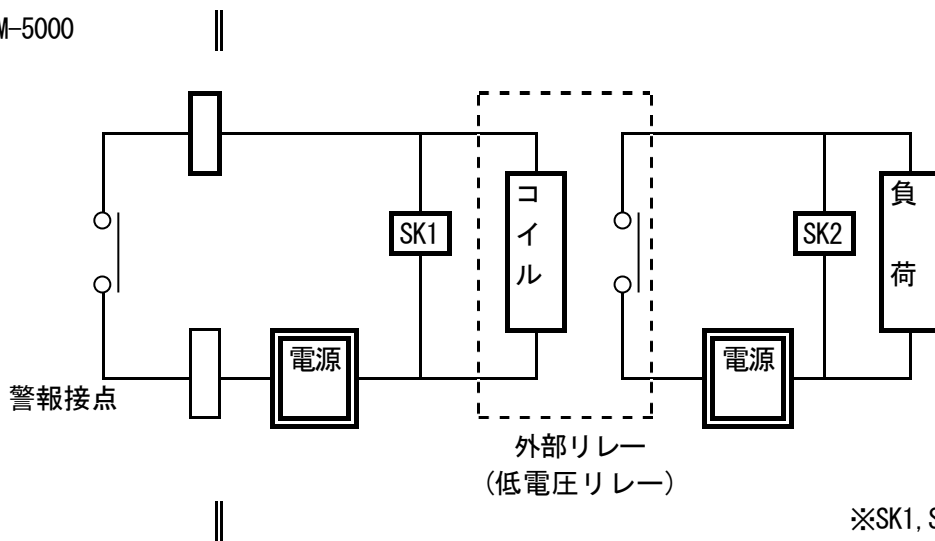 M-5000
コイル
負荷
SK1
SK2
電源
電源
警報接点
外部リレー
(低電圧リレー)
※SK1, S